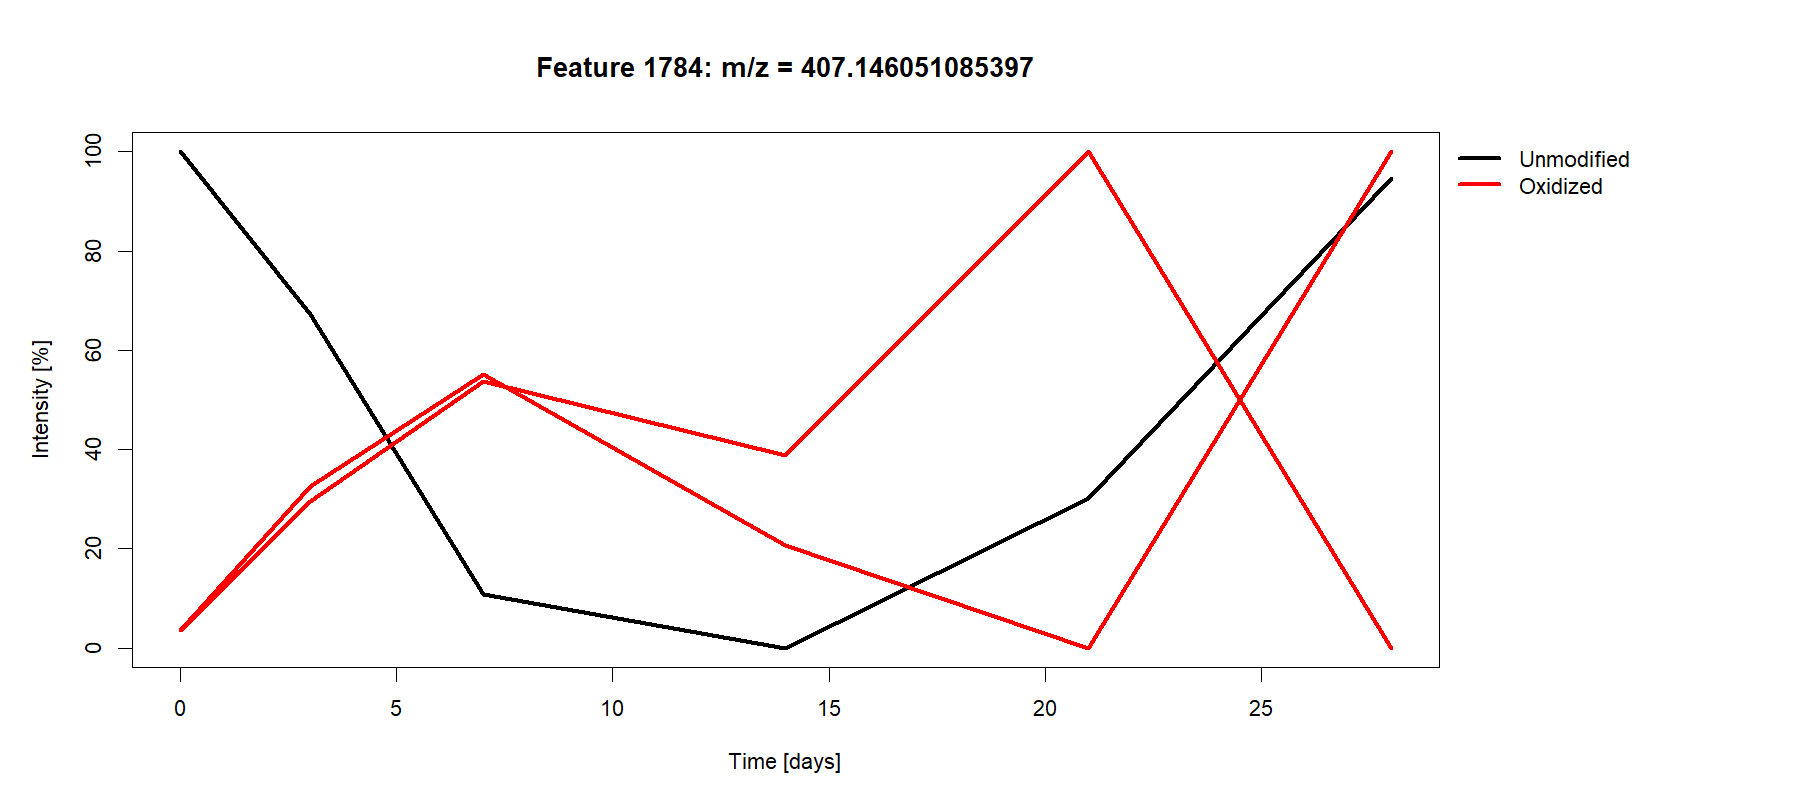 Feature 1784: m/z = 407.146051085397
Unmodified
Oxidized
Intensity [%]
100
80
60
40
20
0
0 5 10 15 20 25
Time [days]